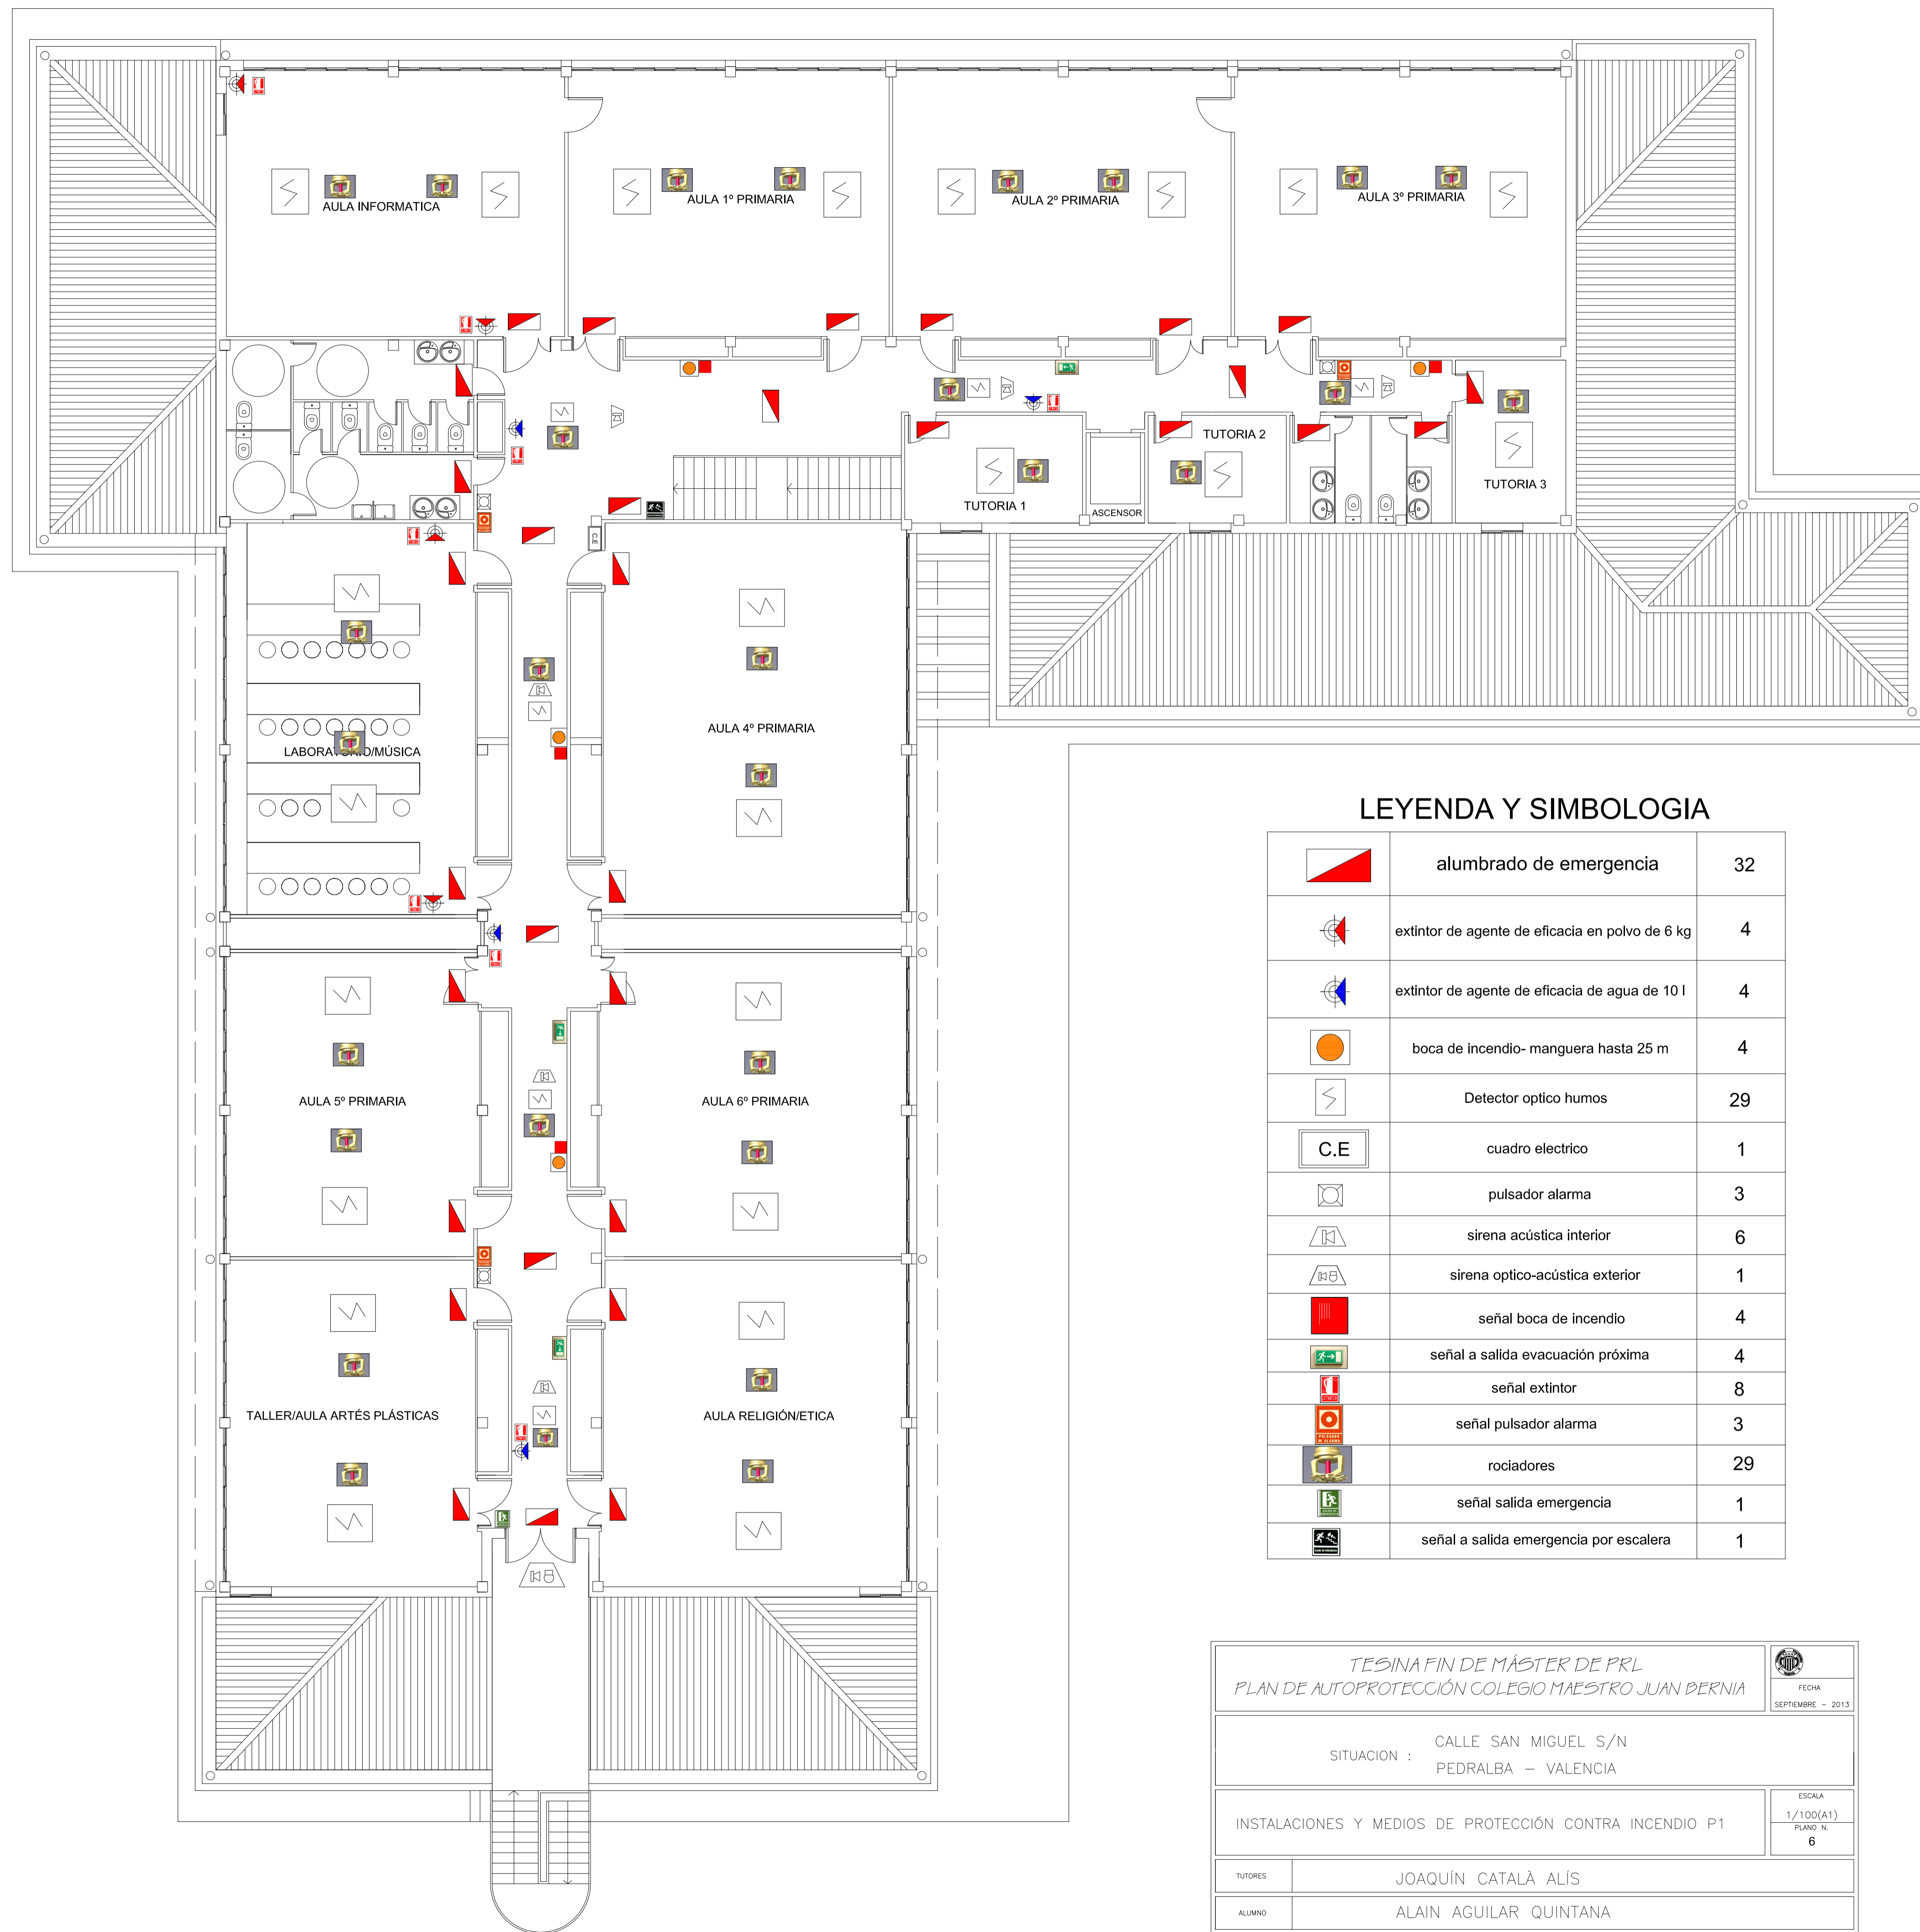 AULA INFORMATICA
AULA 1º PRIMARIA
AULA 2º PRIMARIA
AULA 3º PRIMARIA
TUTORIA 1
ASCENSOR
TUTORIA 2
TUTORIA 3
C.E
LABORATORIO/MÚSICA
AULA 4º PRIMARIA
AULA 5º PRIMARIA
AULA 6º PRIMARIA
TALLER/AULA ARTÉS PLÁSTICAS
AULA RELIGIÓN/ETICA
LEYENDA Y SIMBOLOGIA
alumbrado de emergencia 32
extintor de agente de eficacia en polvo de 6 kg 4
extintor de agente de eficacia de agua de 10 l 4
boca de incendio- manguera hasta 25 m 4
Detector optico humos 29
C.E cuadro electrico 1
pulsador alarma 3
sirena acústica interior 6
sirena optico-acústica exterior 1
señal boca de incendio 4
señal a salida evacuación próxima 4
señal extintor 8
PULSADOR DE ALARMA
señal pulsador alarma 3
rociadores 29
señal salida emergencia 1
señal a salida emergencia por escalera 1
TESINA FIN DE MÁSTER DE PRL
PLAN DE AUTOPROTECCIÓN COLEGIO MAESTRO JUAN BERNIA
FECHA
SEPTIEMBRE - 2013
SITUACION :
CALLE SAN MIGUEL S/N
PEDRALBA - VALENCIA
INSTALACIONES Y MEDIOS DE PROTECCIÓN CONTRA INCENDIO P1
ESCALA
1/100(A1)
PLANO N.
6
TUTORES JOAQUÍN CATALÀ ALÍS
ALUMNO ALAIN AGUILAR QUINTANA